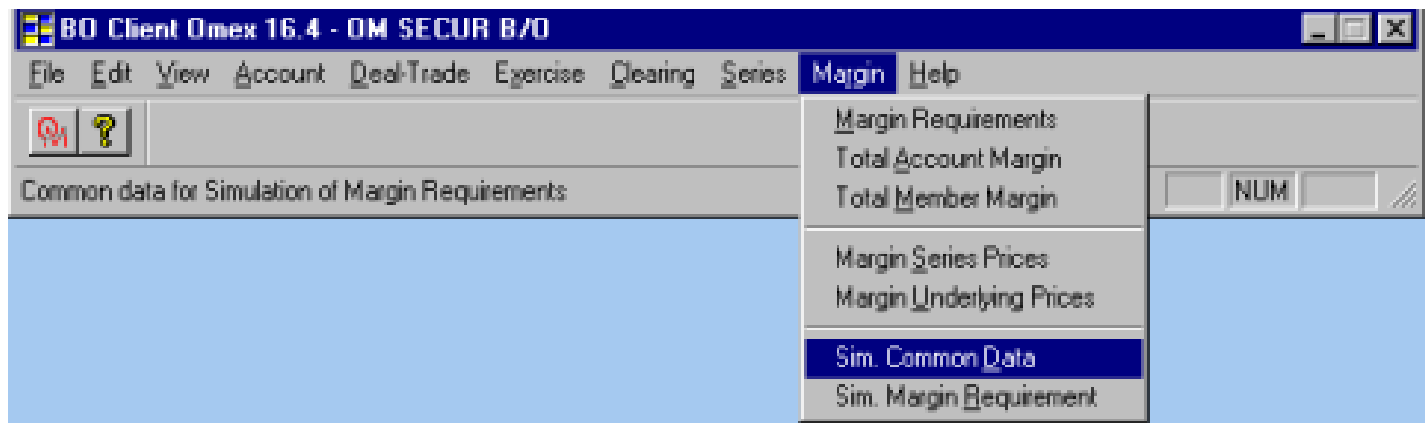 BO Client Omex 16.4 - OM SECUR B/O
File Edit View Account Deal-Trade Exercise Clearing Series Margin Help
OM ?
Margin Requirements
Total Account Margin
Total Member Margin
Margin Series Prices
Margin Underlying Prices
Sim. Common Data
Sim. Margin Requirement
Common data for Simulation of Margin Requirements NUM